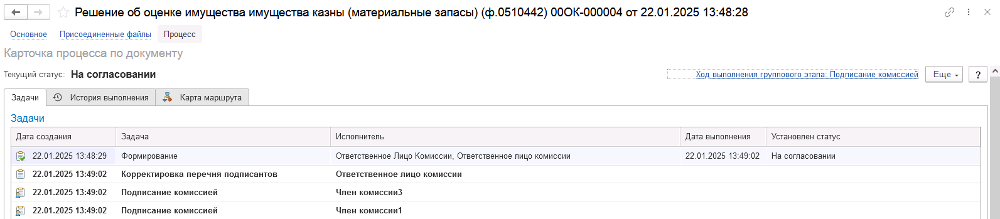 Решение об оценке имущества имущества казны (материальные запасы) (ф.0510442) 00ОК-000004 от 22.01.2025 13:48:28
Основное Присоединенные файлы Процесс
Карточка процесса по документу
Текущий статус: На согласовании Ход выполнения группового этапа: Подписание комиссией Еще ?
Задачи История выполнения Карта маршрута
Задачи
Дата создания Задача Исполнитель Дата выполнения Установлен статус
22.01.2025 13:48:29 Формирование Ответственное Лицо Комиссии, Ответственное лицо комиссии 22.01.2025 13:49:02 На согласовании
22.01.2025 13:49:02 Корректировка перечня подписантов Ответственное лицо комиссии
22.01.2025 13:49:02 Подписание комиссией Член комиссии3
22.01.2025 13:49:02 Подписание комиссией Член комиссии1